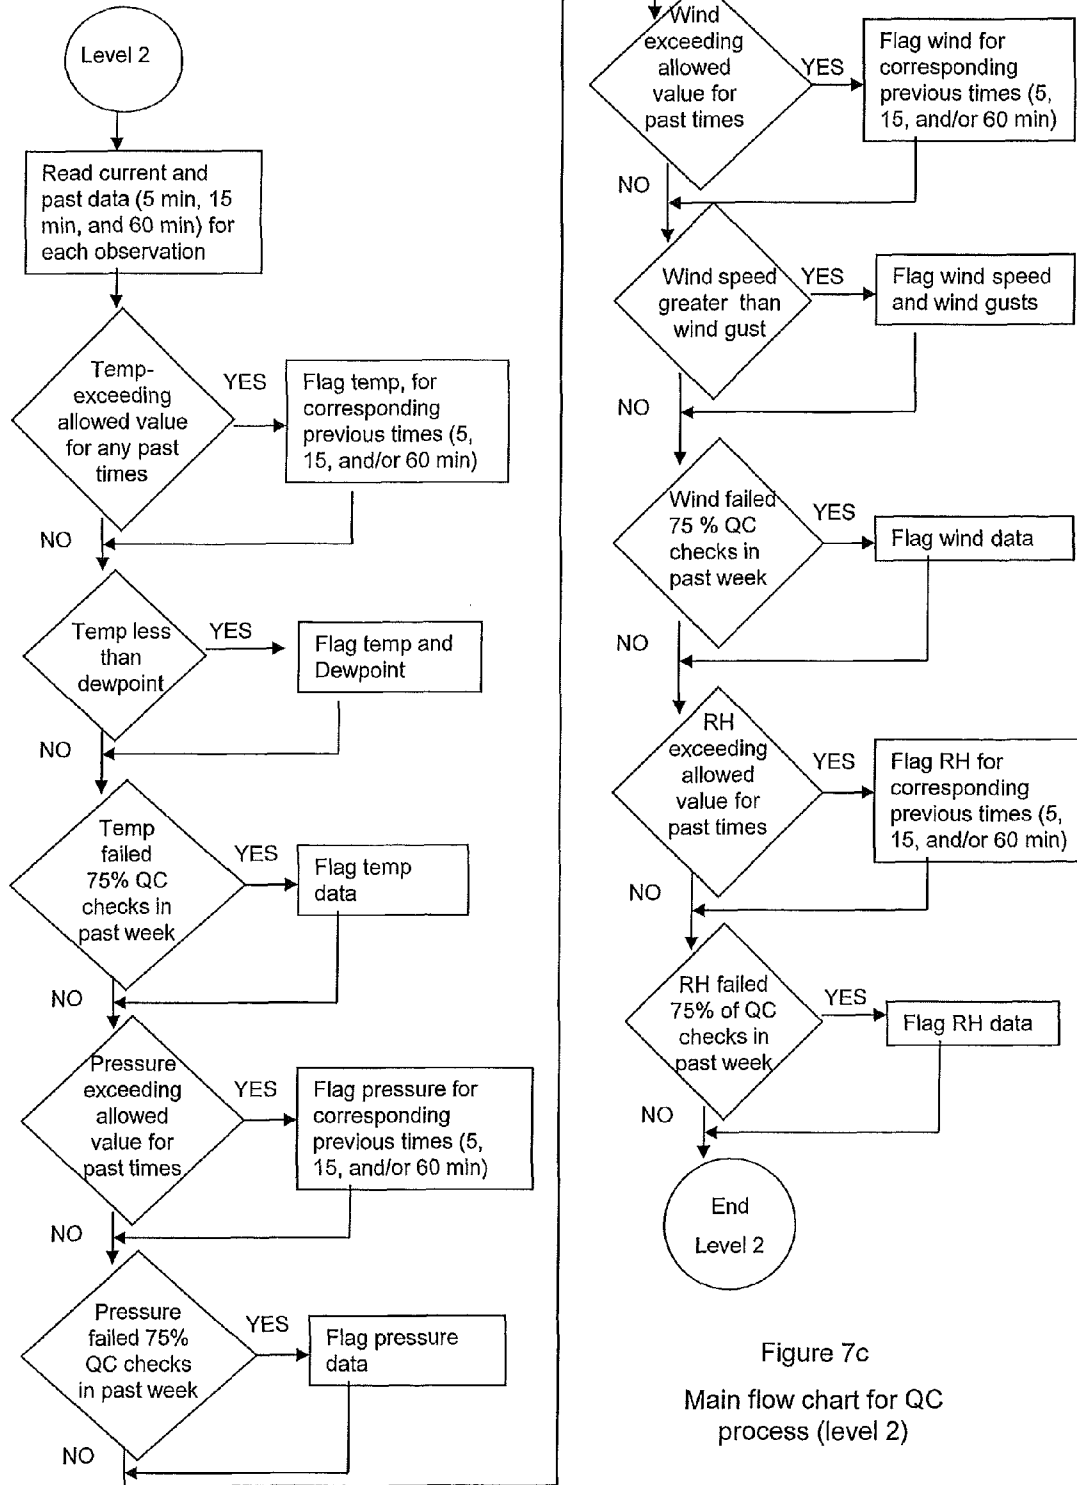 Level 2
Read current and
past data (5 min, 15
min, and 60 min) for
each observation
Temp-
exceeding
allowed value
for any past
times
YES
Flag temp, for
corresponding
previous times (5,
15, and/or 60 min)
NO
Temp less
than
dewpoint
YES
Flag temp and
Dewpoint
NO
Temp
failed
75% QC
checks in
past week
YES
Flag temp
data
NO
Pressure
exceeding
allowed
value for
past times
YES
Flag pressure for
corresponding
previous times (5,
15, and/or 60 min)
NO
Pressure
failed 75%
QC checks
in past week
YES
Flag pressure
data
NO
Wind
exceeding
allowed
value for
past times
YES
Flag wind for
corresponding
previous times (5,
15, and/or 60 min)
NO
Wind speed
greater than
wind gust
YES
Flag wind speed
and wind gusts
NO
Wind failed
75 % QC
checks in
past week
YES
Flag wind data
NO
RH
exceeding
allowed
value for
past times
YES
Flag RH for
corresponding
previous times (5,
15, and/or 60 min)
NO
RH failed
75% of QC
checks in
past week
YES
Flag RH data
NO
End
Level 2
Figure 7c
Main flow chart for QC
process (level 2)